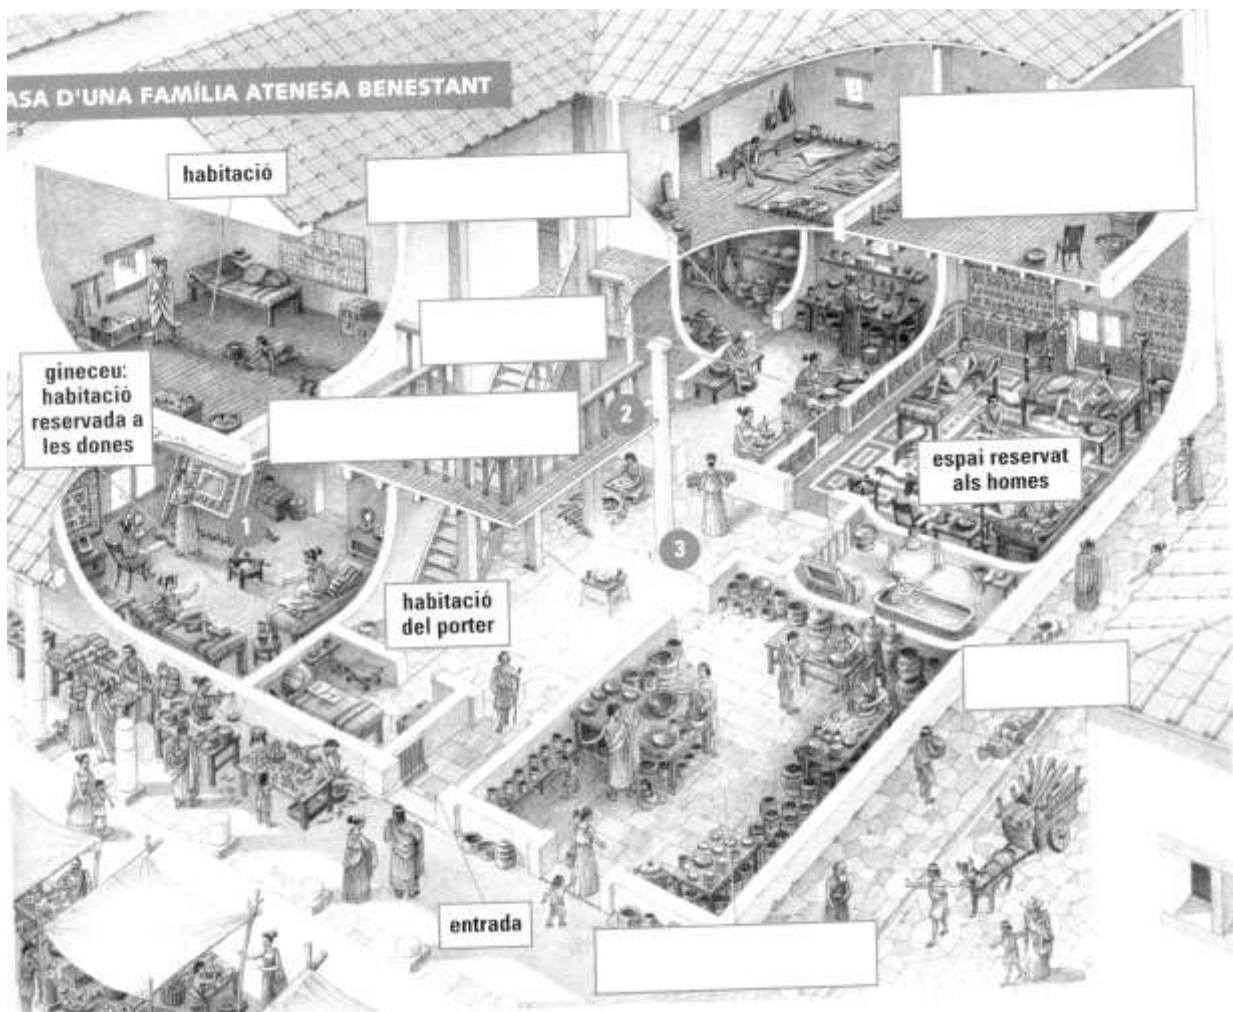 ASA D'UNA FAMÍLIA ATENESA BENESTANT
habitació
gineceu:
habitació
reservada a
les dones
2
espai reservat
als homes
1
3
habitació
del porter
entrada